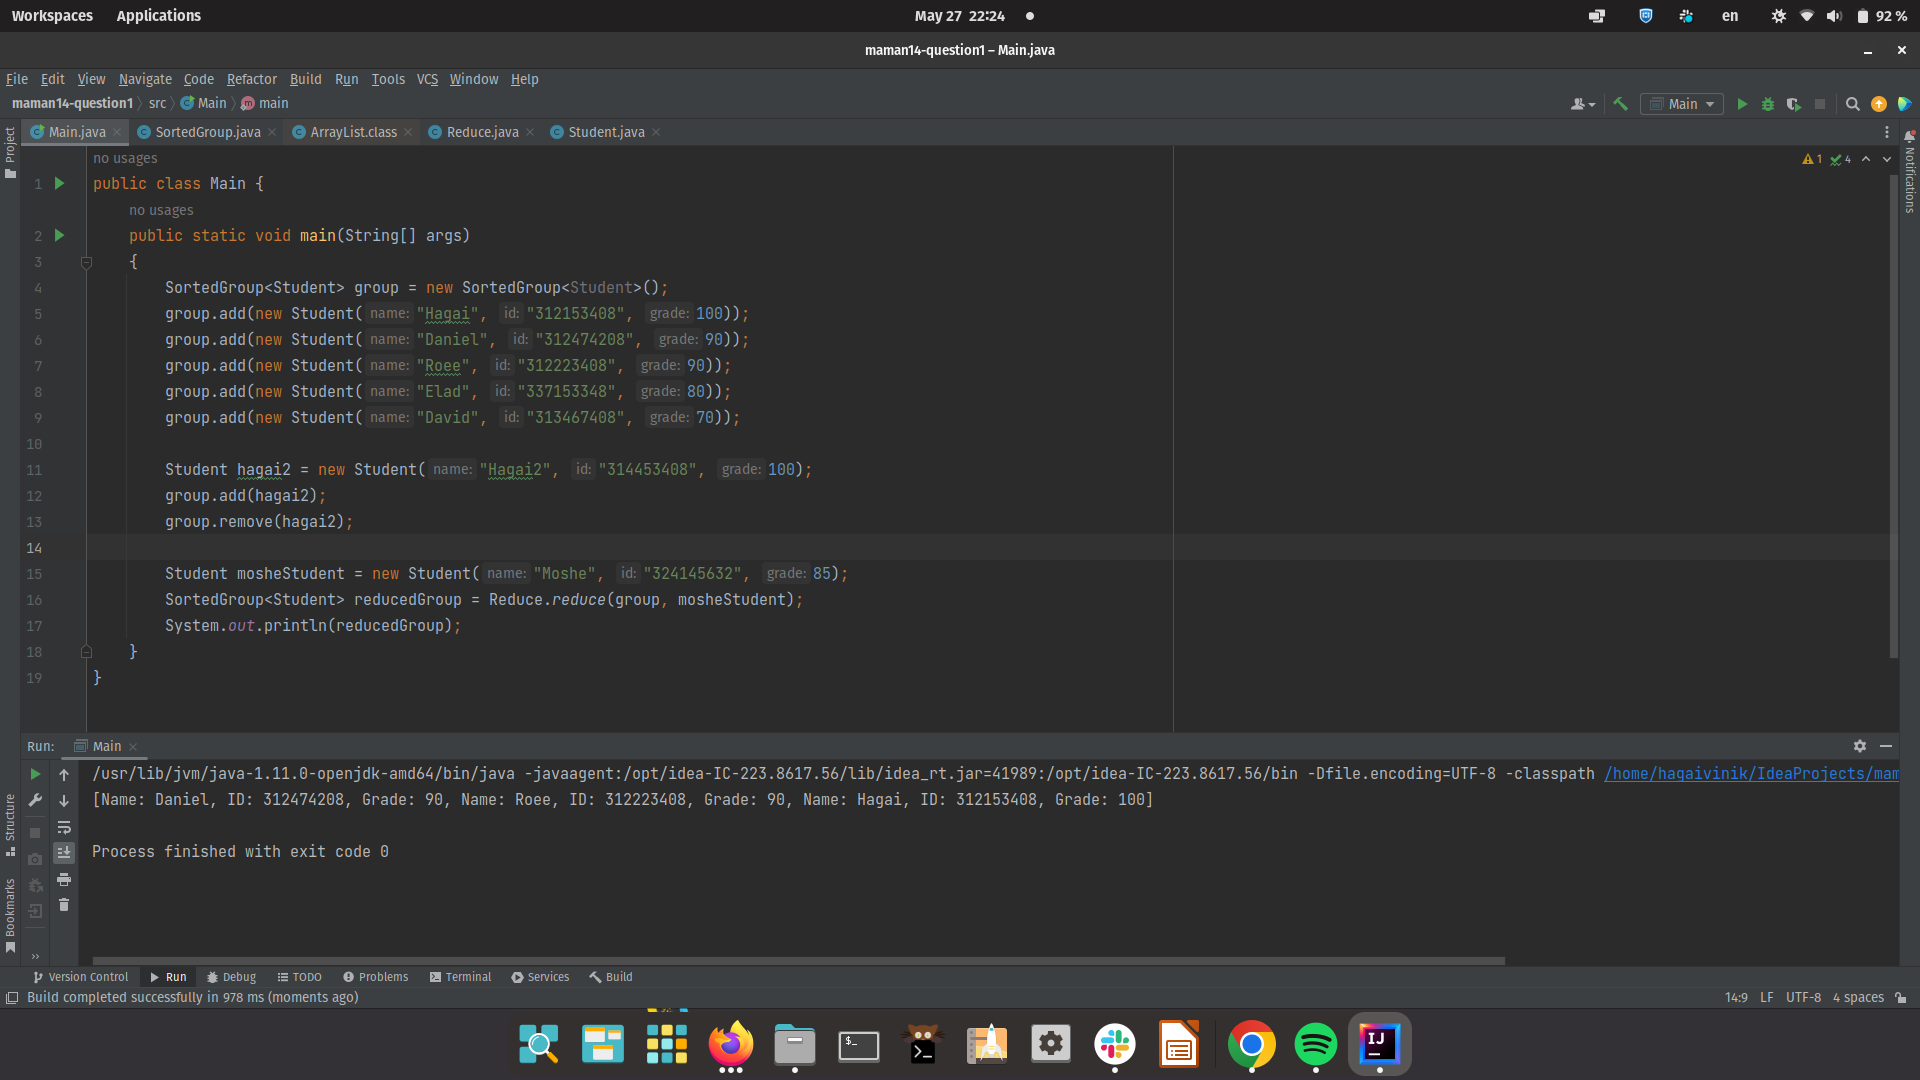 Workspaces Applications May 27 22:24 en 92 %
maman14-question1 – Main.java
File Edit View Navigate Code Refactor Build Run Tools VCS Window Help
maman14-question1 src Main main Main
Main.java SortedGroup.java ArrayList.class Reduce.java Student.java
Project
Notifications
no usages 1 4
1 public class Main {
no usages
2 public static void main(String[] args)
3 {
4 SortedGroup<Student> group = new SortedGroup<Student>();
5 group.add(new Student( name: "Hagai", id: "312153408", grade: 100));
6 group.add(new Student( name: "Daniel", id: "312474208", grade: 90));
7 group.add(new Student( name: "Roee", id: "312223408", grade: 90));
8 group.add(new Student( name: "Elad", id: "337153348", grade: 80));
9 group.add(new Student( name: "David", id: "313467408", grade: 70));
10
11 Student hagai2 = new Student( name: "Hagai2", id: "314453408", grade: 100);
12 group.add(hagai2);
13 group.remove(hagai2);
14
15 Student mosheStudent = new Student( name: "Moshe", id: "324145632", grade: 85);
16 SortedGroup<Student> reducedGroup = Reduce.reduce(group, mosheStudent);
17 System.out.println(reducedGroup);
18 }
19 }
Run: Main
/usr/lib/jvm/java-1.11.0-openjdk-amd64/bin/java -javaagent:/opt/idea-IC-223.8617.56/lib/idea_rt.jar=41989:/opt/idea-IC-223.8617.56/bin -Dfile.encoding=UTF-8 -classpath /home/hagaivinik/IdeaProjects/mam
[Name: Daniel, ID: 312474208, Grade: 90, Name: Roee, ID: 312223408, Grade: 90, Name: Hagai, ID: 312153408, Grade: 100]
Process finished with exit code 0
Structure
Bookmarks
Version Control Run Debug TODO Problems Terminal Services Build
Build completed successfully in 978 ms (moments ago) 14:9 LF UTF-8 4 spaces
$_
>_
IJ